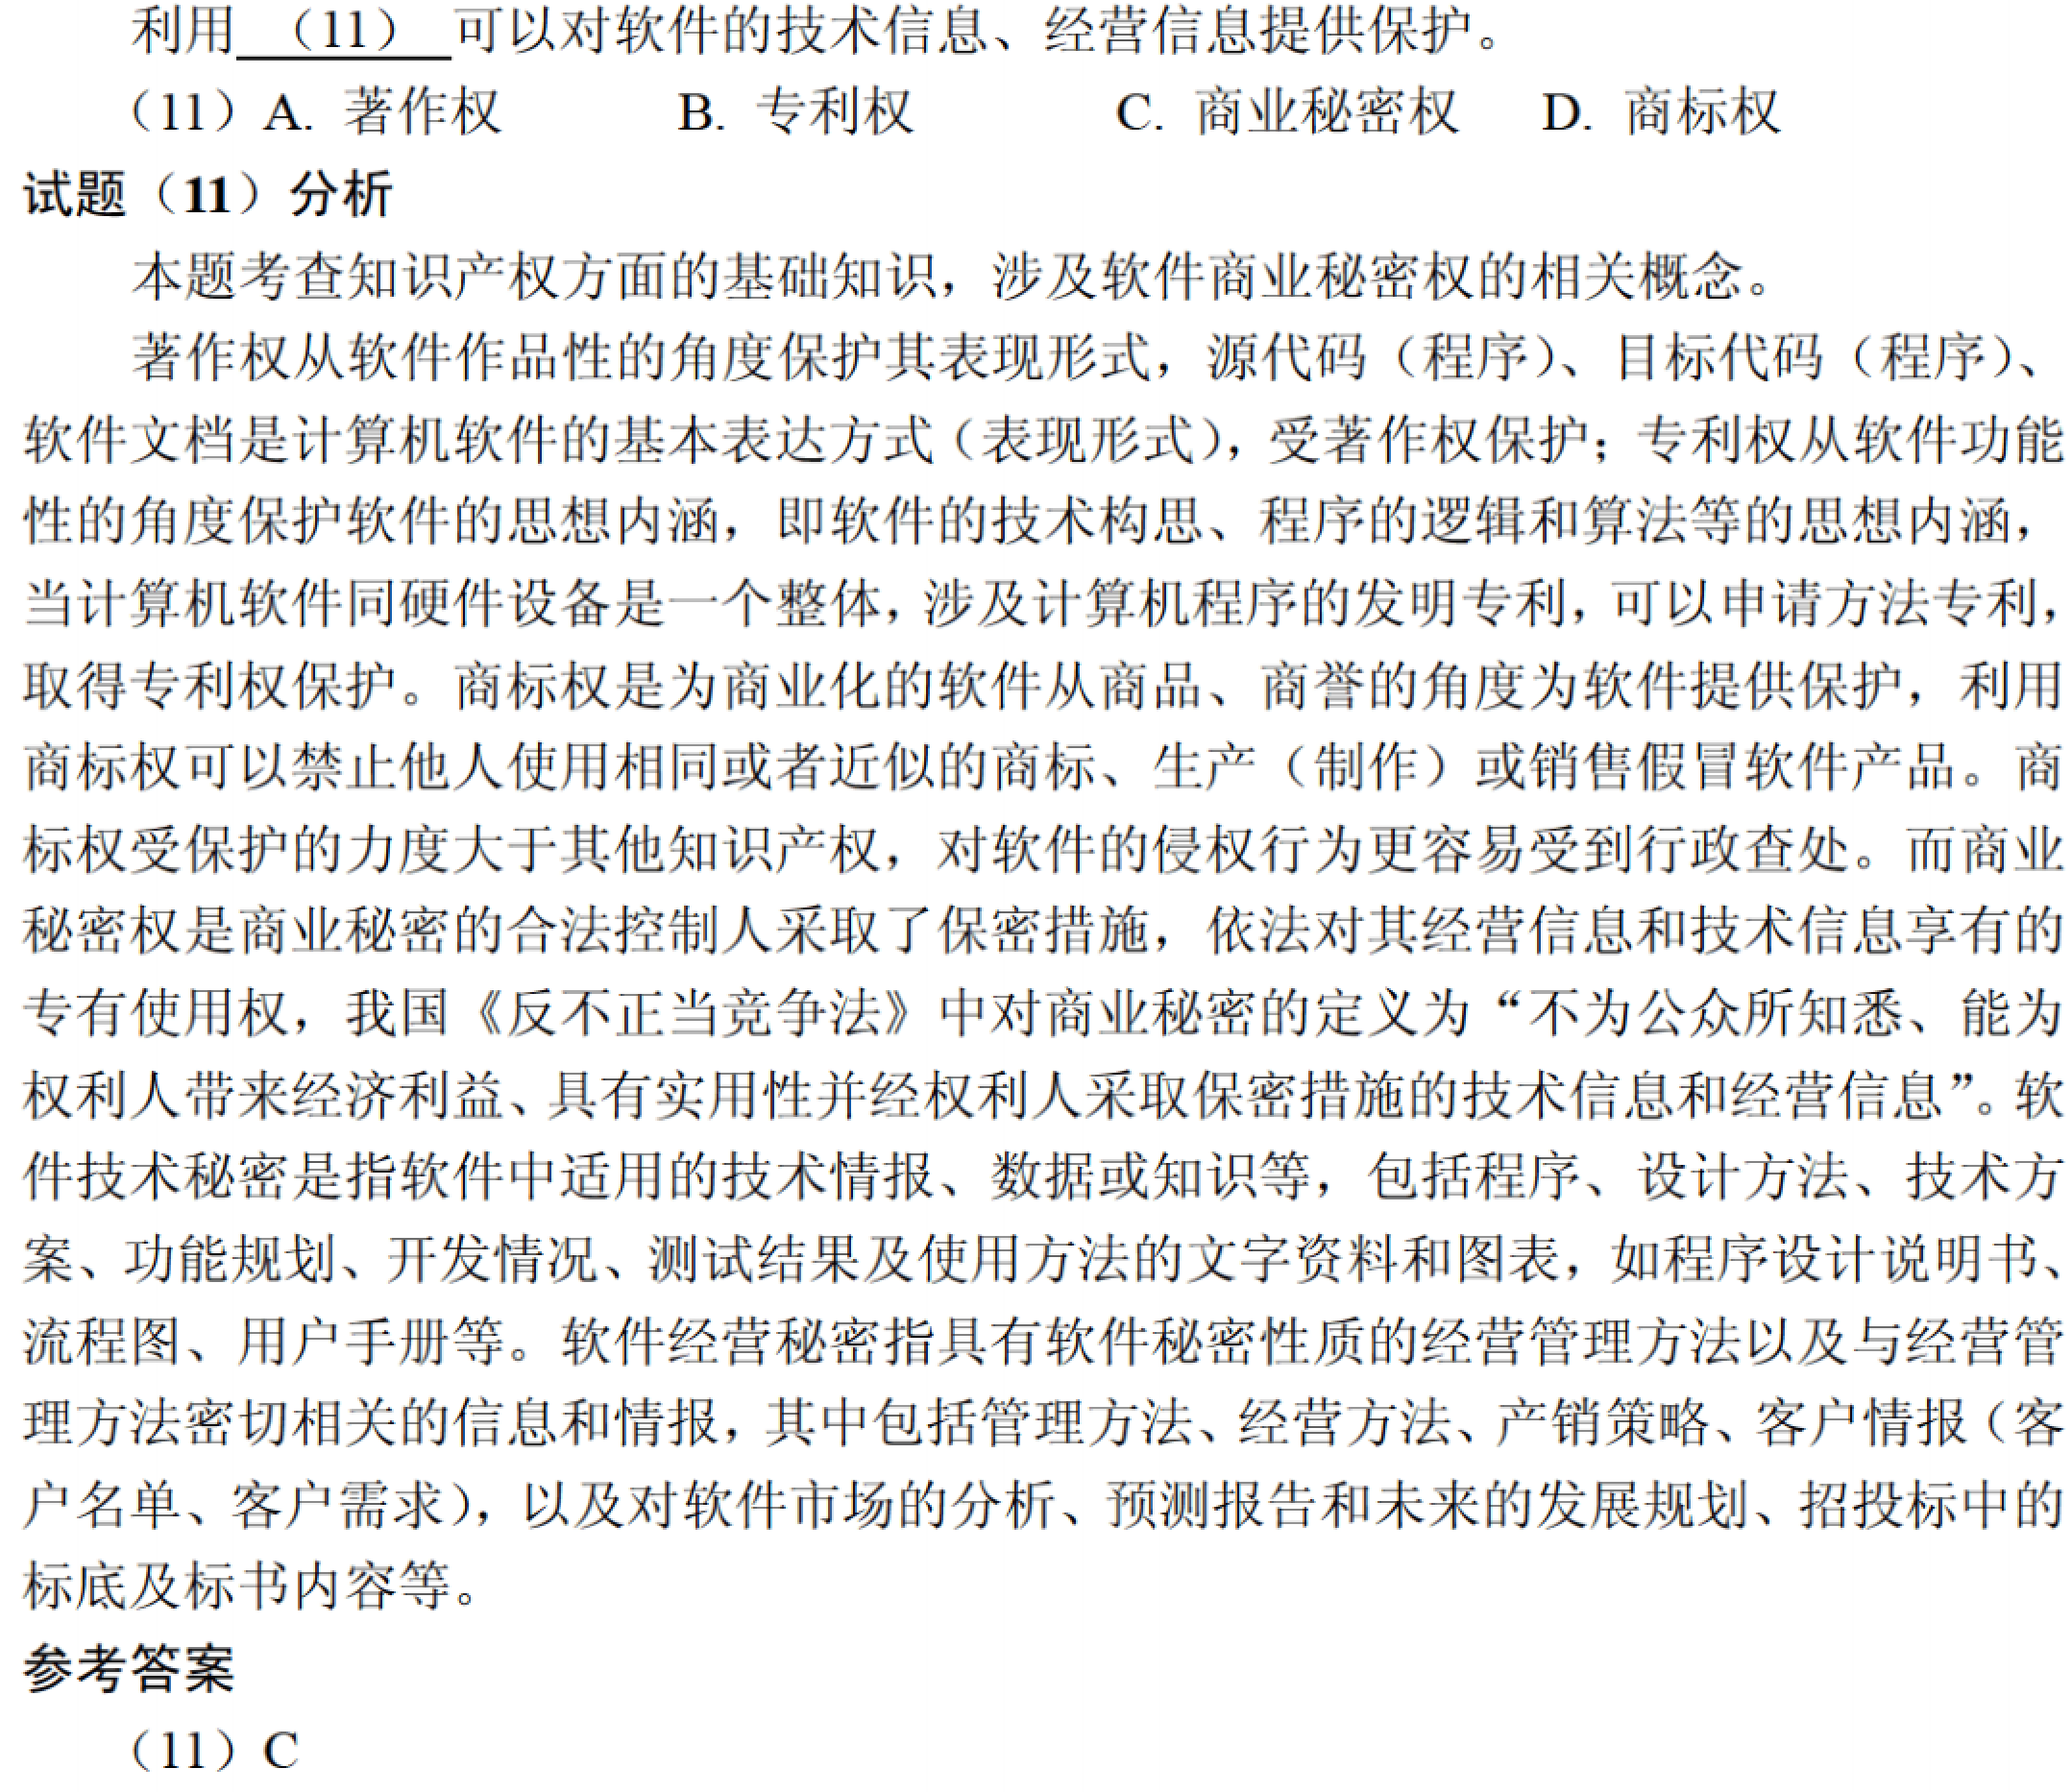 利用 （11） 可以对软件的技术信息、经营信息提供保护。
（11）A. 著作权 B. 专利权 C. 商业秘密权 D. 商标权
试题（11）分析
本题考查知识产权方面的基础知识，涉及软件商业秘密权的相关概念。
著作权从软件作品性的角度保护其表现形式，源代码（程序）、目标代码（程序）、
软件文档是计算机软件的基本表达方式（表现形式），受著作权保护；专利权从软件功能
性的角度保护软件的思想内涵，即软件的技术构思、程序的逻辑和算法等的思想内涵，
当计算机软件同硬件设备是一个整体，涉及计算机程序的发明专利，可以申请方法专利，
取得专利权保护。商标权是为商业化的软件从商品、商誉的角度为软件提供保护，利用
商标权可以禁止他人使用相同或者近似的商标、生产（制作）或销售假冒软件产品。商
标权受保护的力度大于其他知识产权，对软件的侵权行为更容易受到行政查处。而商业
秘密权是商业秘密的合法控制人采取了保密措施，依法对其经营信息和技术信息享有的
专有使用权，我国《反不正当竞争法》中对商业秘密的定义为“不为公众所知悉、能为
权利人带来经济利益、具有实用性并经权利人采取保密措施的技术信息和经营信息”。软
件技术秘密是指软件中适用的技术情报、数据或知识等，包括程序、设计方法、技术方
案、功能规划、开发情况、测试结果及使用方法的文字资料和图表，如程序设计说明书、
流程图、用户手册等。软件经营秘密指具有软件秘密性质的经营管理方法以及与经营管
理方法密切相关的信息和情报，其中包括管理方法、经营方法、产销策略、客户情报（客
户名单、客户需求），以及对软件市场的分析、预测报告和未来的发展规划、招投标中的
标底及标书内容等。
参考答案
（11）C